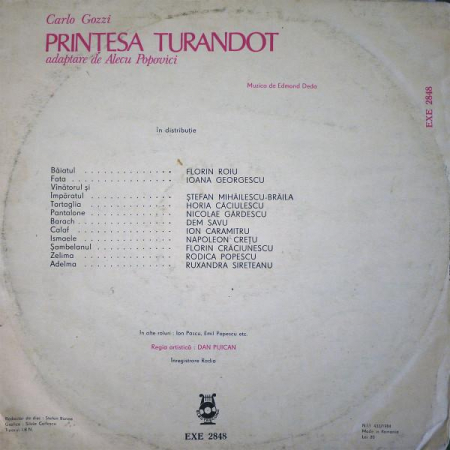 Carlo Gozzi
PRINȚESA TURANDOT
adaptare de Alecu Popovici
Muzica de Edmond Deda
EXE 2848
în distribuție
Băiatul . . . . . . . . . . . . . . . FLORIN ROIU
Fata . . . . . . . . . . . . . . . IOANA GEORGESCU
Vînătorul și
Împăratul . . . . . . . . . . . . . . . ȘTEFAN MIHĂILESCU-BRĂILA
Tartaglia . . . . . . . . . . . . . . . HORIA CĂCIULESCU
Pantalone . . . . . . . . . . . . . . . NICOLAE GĂRDESCU
Barach . . . . . . . . . . . . . . . DEM SAVU
Calaf . . . . . . . . . . . . . . . ION CARAMITRU
Ismaele . . . . . . . . . . . . . . . NAPOLEON CREȚU
Șambelanul . . . . . . . . . . . . . . . FLORIN CRĂCIUNESCU
Zelima . . . . . . . . . . . . . . . RODICA POPESCU
Adelma . . . . . . . . . . . . . . . RUXANDRA SIRETEANU
În alte roluri : Ion Pascu, Emil Popescu etc.
Regia artistică : DAN PUICAN
Înregistrare Radio
EXE 2848
Made in Romania